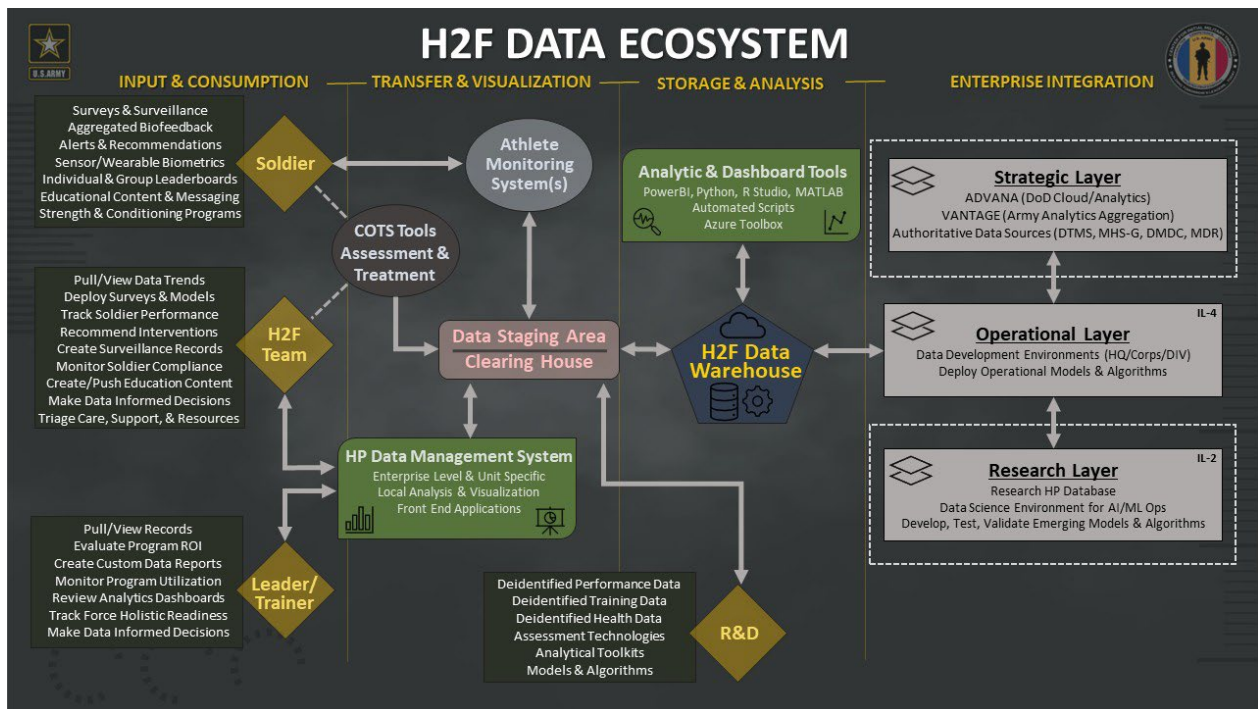 H2F DATA ECOSYSTEM
U.S.ARMY
INPUT & CONSUMPTION
TRANSFER & VISUALIZATION
STORAGE & ANALYSIS
ENTERPRISE INTEGRATION
Surveys & Surveillance
Aggregated Biofeedback
Alerts & Recommendations
Sensor/Wearable Biometrics
Individual & Group Leaderboards
Educational Content & Messaging
Strength & Conditioning Programs
Soldier
Pull/View Data Trends
Deploy Surveys & Models
Track Soldier Performance
Recommend Interventions
Create Surveillance Records
Monitor Soldier Compliance
Create/Push Education Content
Make Data Informed Decisions
Triage Care, Support, & Resources
H2F
Team
Pull/View Records
Evaluate Program ROI
Create Custom Data Reports
Monitor Program Utilization
Review Analytics Dashboards
Track Force Holistic Readiness
Make Data Informed Decisions
Leader/
Trainer
Athlete
Monitoring
System(s)
COTS Tools
Assessment &
Treatment
Data Staging Area
Clearing House
HP Data Management System
Enterprise Level & Unit Specific
Local Analysis & Visualization
Front End Applications
Deidentified Performance Data
Deidentified Training Data
Deidentified Health Data
Assessment Technologies
Analytical Toolkits
Models & Algorithms
R&D
Analytic & Dashboard Tools
PowerBI, Python, R Studio, MATLAB
Automated Scripts
Azure Toolbox
H2F Data
Warehouse
Strategic Layer
ADVANA (DoD Cloud/Analytics)
VANTAGE (Army Analytics Aggregation)
Authoritative Data Sources (DTMS, MHS-G, DMDC, MDR)
IL-4
Operational Layer
Data Development Environments (HQ/Corps/DIV)
Deploy Operational Models & Algorithms
IL-2
Research Layer
Research HP Database
Data Science Environment for AI/ML Ops
Develop, Test, Validate Emerging Models & Algorithms